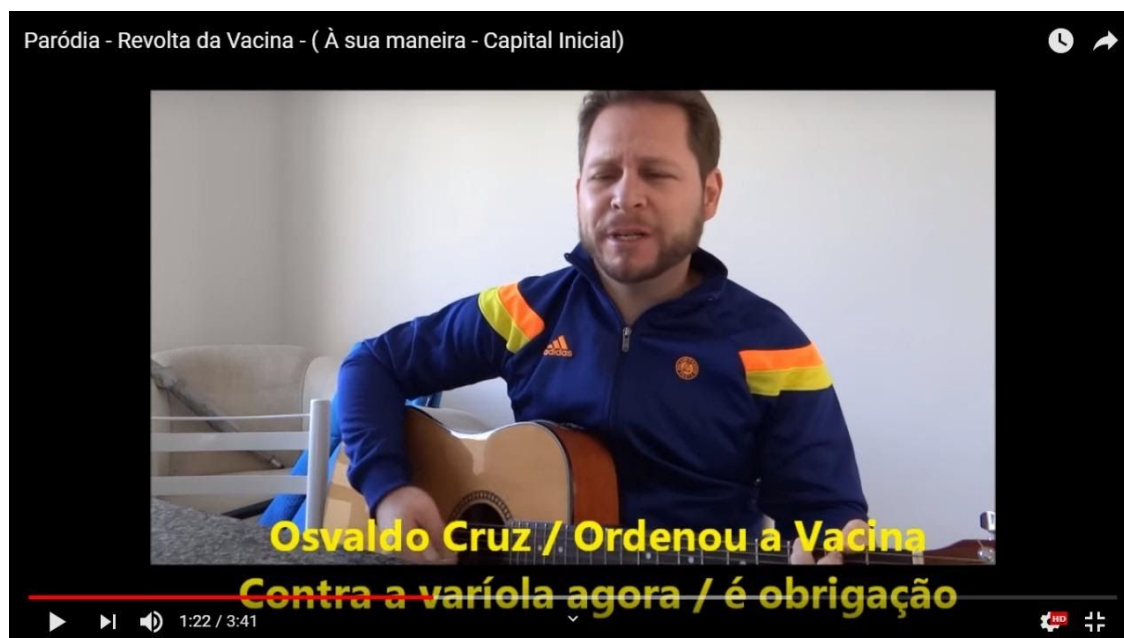 Paródia - Revolta da Vacina - ( À sua maneira - Capital Inicial)
adidas
Osvaldo Cruz / Ordenou a Vacina
Contra a varíola agora / é obrigação
1:22 / 3:41
HD